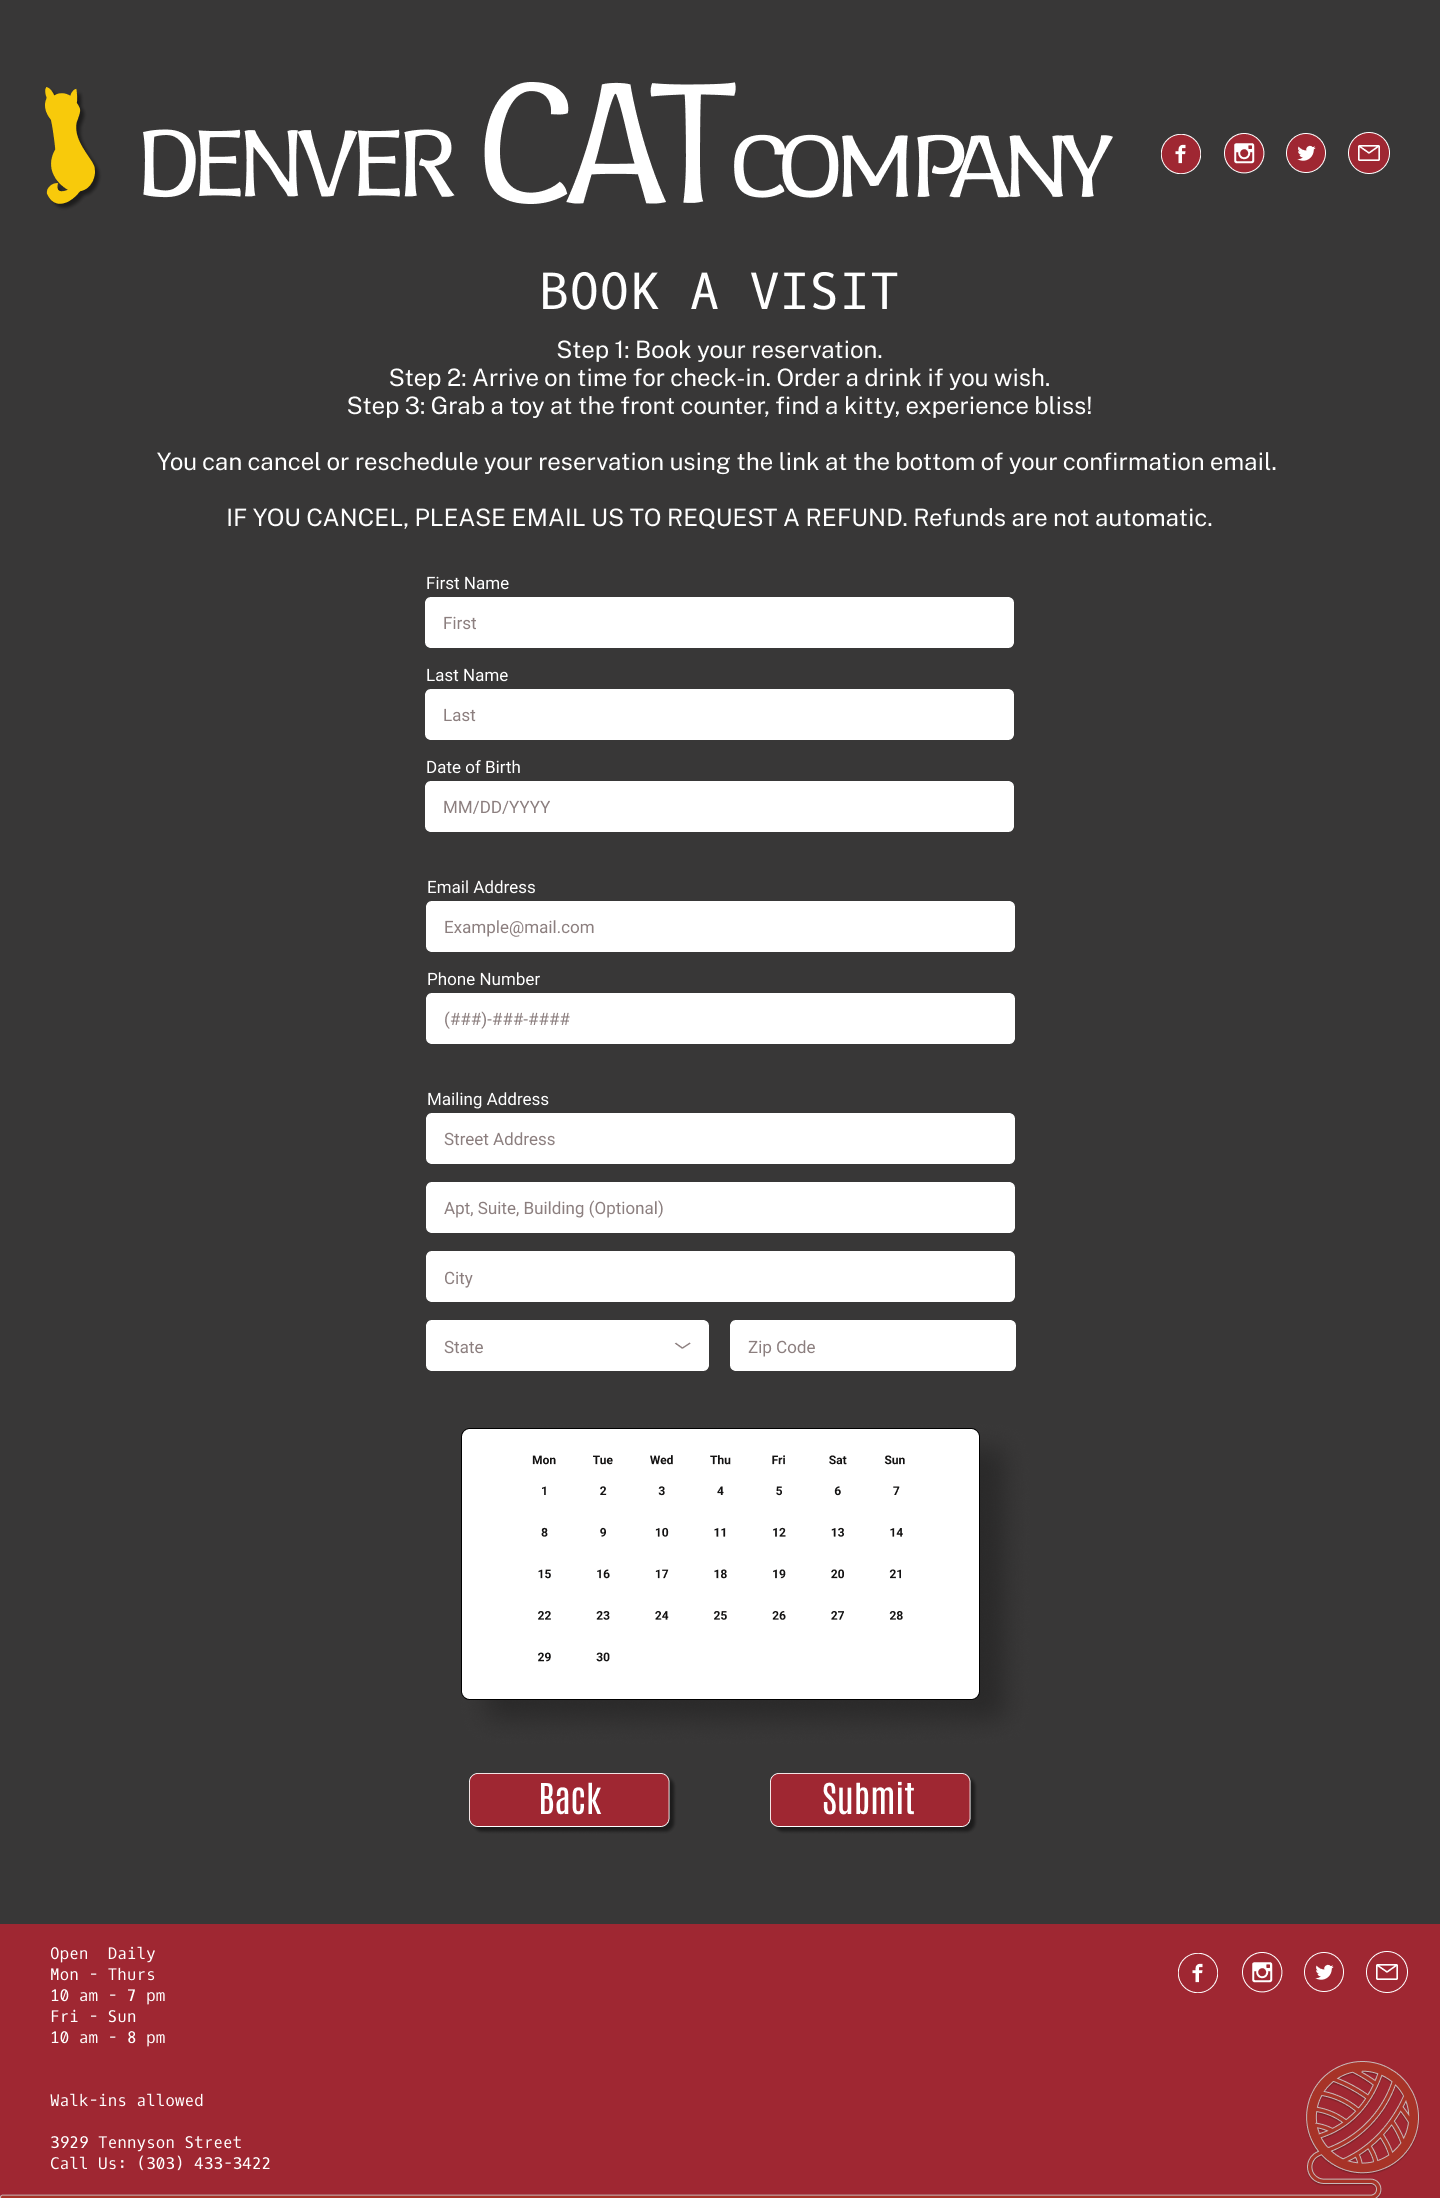 DENVER CAT COMPANY
BOOK A VISIT
Step 1: Book your reservation.
Step 2: Arrive on time for check-in. Order a drink if you wish.
Step 3: Grab a toy at the front counter, find a kitty, experience bliss!
You can cancel or reschedule your reservation using the link at the bottom of your confirmation email.
IF YOU CANCEL, PLEASE EMAIL US TO REQUEST A REFUND. Refunds are not automatic.
First Name
First
Last Name
Last
Date of Birth
MM/DD/YYYY
Email Address
Example@mail.com
Phone Number
(###)-###-####
Mailing Address
Street Address
Apt, Suite, Building (Optional)
City
State Zip Code
Mon Tue Wed Thu Fri Sat Sun
1 2 3 4 5 6 7
8 9 10 11 12 13 14
15 16 17 18 19 20 21
22 23 24 25 26 27 28
29 30
Back Submit
Open Daily
Mon - Thurs
10 am - 7 pm
Fri - Sun
10 am - 8 pm
Walk-ins allowed
3929 Tennyson Street
Call Us: (303) 433-3422